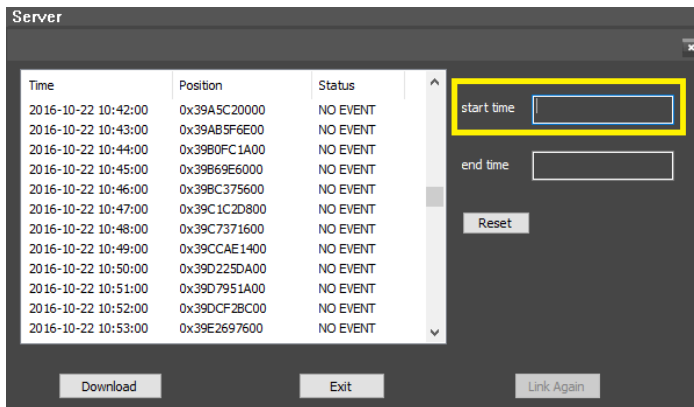 Server
Time Position Status
2016-10-22 10:42:00 0x39A5C20000 NO EVENT
2016-10-22 10:43:00 0x39AB5F6E00 NO EVENT
2016-10-22 10:44:00 0x39B0FC1A00 NO EVENT
2016-10-22 10:45:00 0x39B69E6000 NO EVENT
2016-10-22 10:46:00 0x39BC375600 NO EVENT
2016-10-22 10:47:00 0x39C1C2D800 NO EVENT
2016-10-22 10:48:00 0x39C7371600 NO EVENT
2016-10-22 10:49:00 0x39CCAE1400 NO EVENT
2016-10-22 10:50:00 0x39D225DA00 NO EVENT
2016-10-22 10:51:00 0x39D7951A00 NO EVENT
2016-10-22 10:52:00 0x39DCF2BC00 NO EVENT
2016-10-22 10:53:00 0x39E2697600 NO EVENT
start time
end time
Reset
Download Exit Link Again